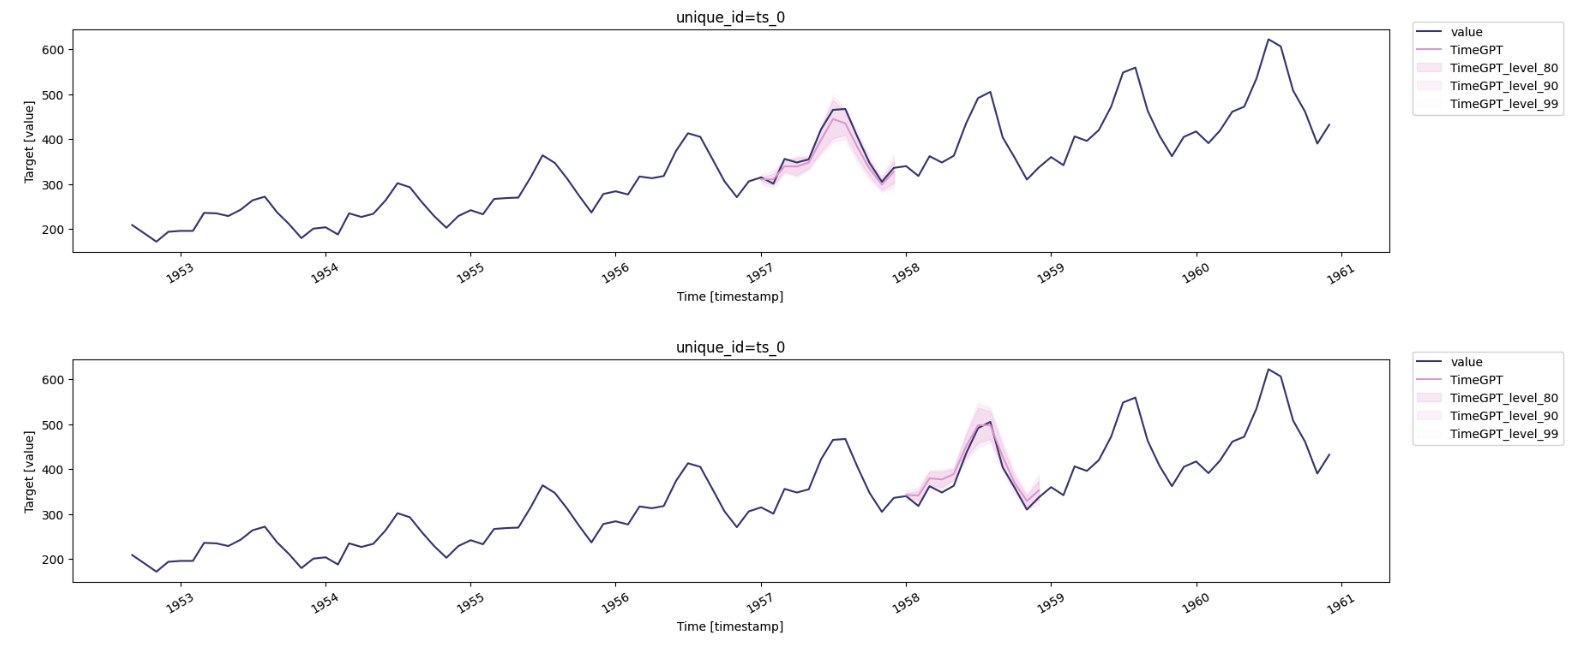 unique_id=ts_0
600
500
400
300
200
Target [value]
1953
1954
1955
1956
1957
1958
1959
1960
1961
Time [timestamp]
value
TimeGPT
TimeGPT_level_80
TimeGPT_level_90
TimeGPT_level_99
unique_id=ts_0
600
500
400
300
200
Target [value]
1953
1954
1955
1956
1957
1958
1959
1960
1961
Time [timestamp]
value
TimeGPT
TimeGPT_level_80
TimeGPT_level_90
TimeGPT_level_99